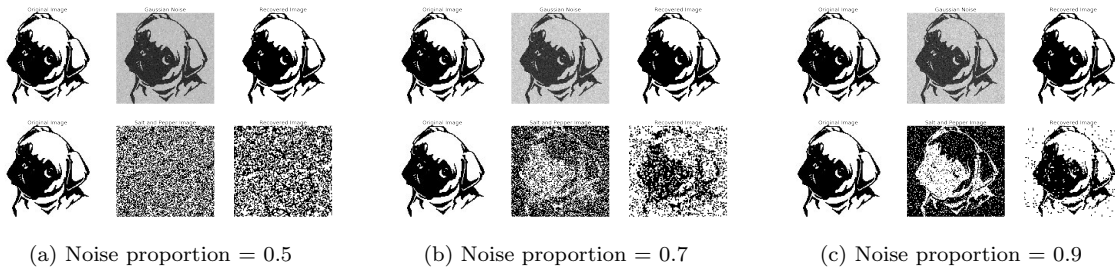 Original Image Gaussian Noise Recovered Image Original Image Gaussian Noise Recovered Image Original Image Gaussian Noise Recovered Image
Original Image Salt and Pepper Image Recovered Image Original Image Salt and Pepper Image Recovered Image Original Image Salt and Pepper Image Recovered Image
(a) Noise proportion = 0.5 (b) Noise proportion = 0.7 (c) Noise proportion = 0.9